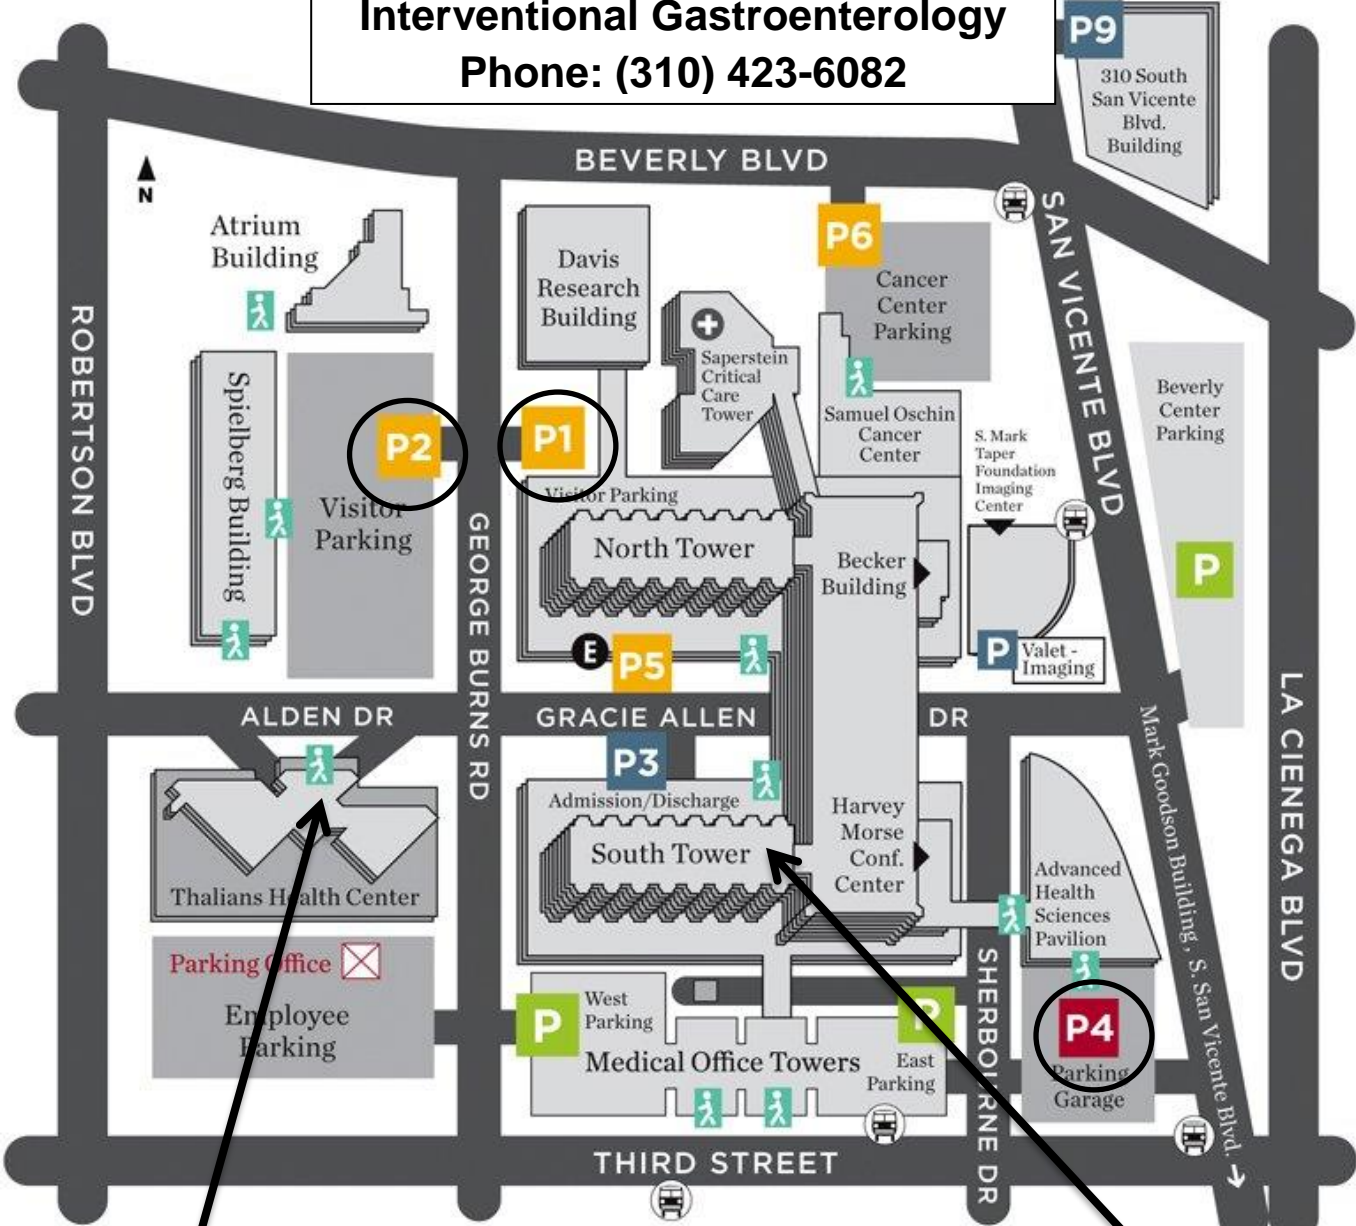 Interventional Gastroenterology
Phone: (310) 423-6082
P9
310 South
San Vicente
Blvd.
Building
BEVERLY BLVD
N
Atrium
Building
Davis
Research
Building
P6
Cancer
Center
Parking
SAN VICENTE BLVD
ROBERTSON BLVD
Saperstein
Critical
Care
Tower
Spielberg Building
P2
Visitor
Parking
P1
Visitor Parking
Samuel Oschin
Cancer
Center
S. Mark
Taper
Foundation
Imaging
Center
Beverly
Center
Parking
P
North Tower
Becker
Building
GEORGE BURNS RD
E
P5
P
Valet -
Imaging
ALDEN DR
GRACIE ALLEN
DR
LA CIENEGA BLVD
P3
Admission/Discharge
South Tower
Harvey
Morse
Conf.
Center
Mark Goodson Building, S. San Vicente Blvd.
Thalians Health Center
Advanced
Health
Sciences
Pavilion
Parking Office
Employee
Parking
P
West
Parking
P
Medical Office Towers
East
Parking
SHERBOURNE DR
P4
Parking
Garage
THIRD STREET